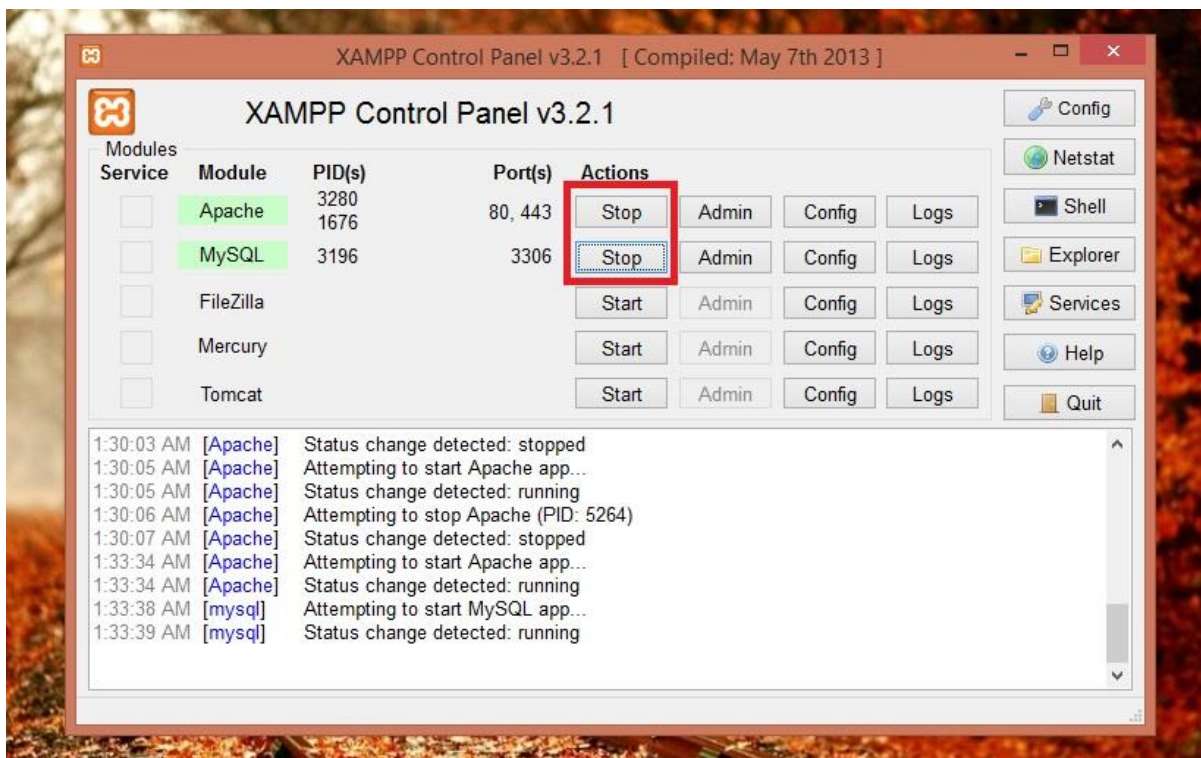 XAMPP Control Panel v3.2.1 [ Compiled: May 7th 2013 ]
XAMPP Control Panel v3.2.1
Config
Modules
Service Module PID(s) Port(s) Actions
Netstat
Apache 3280 1676 80, 443 Stop Admin Config Logs
Shell
MySQL 3196 3306 Stop Admin Config Logs
Explorer
FileZilla Start Admin Config Logs
Services
Mercury Start Admin Config Logs
Help
Tomcat Start Admin Config Logs
Quit
1:30:03 AM [Apache] Status change detected: stopped
1:30:05 AM [Apache] Attempting to start Apache app...
1:30:05 AM [Apache] Status change detected: running
1:30:06 AM [Apache] Attempting to stop Apache (PID: 5264)
1:30:07 AM [Apache] Status change detected: stopped
1:33:34 AM [Apache] Attempting to start Apache app...
1:33:34 AM [Apache] Status change detected: running
1:33:38 AM [mysql] Attempting to start MySQL app...
1:33:39 AM [mysql] Status change detected: running